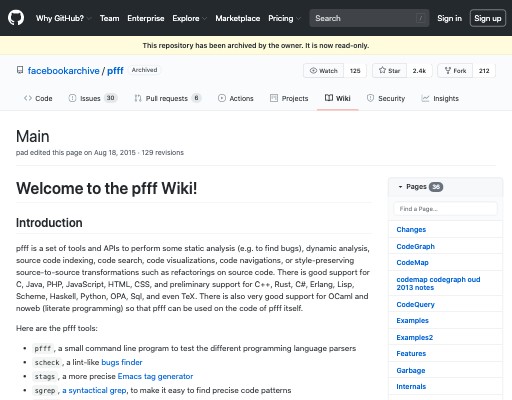 Why GitHub? Team Enterprise Explore Marketplace Pricing Search / Sign in Sign up
This repository has been archived by the owner. It is now read-only.
facebookarchive / pfff Archived Watch 125 Star 2.4k Fork 212
Code Issues 30 Pull requests 6 Actions Projects Wiki Security Insights
Main
pad edited this page on Aug 18, 2015 · 129 revisions
Welcome to the pfff Wiki!
Introduction
pfff is a set of tools and APIs to perform some static analysis (e.g. to find bugs), dynamic analysis,
source code indexing, code search, code visualizations, code navigations, or style-preserving
source-to-source transformations such as refactorings on source code. There is good support for
C, Java, PHP, JavaScript, HTML, CSS, and preliminary support for C++, Rust, C#, Erlang, Lisp,
Scheme, Haskell, Python, OPA, Sql, and even TeX. There is also very good support for OCaml and
noweb (literate programming) so that pfff can be used on the code of pfff itself.
Here are the pfff tools:
• pfff , a small command line program to test the different programming language parsers
• scheck , a lint-like bugs finder
• stags , a more precise Emacs tag generator
• sgrep , a syntactical grep, to make it easy to find precise code patterns
Pages 36
Find a Page...
Changes
CodeGraph
CodeMap
codemap codegraph oud
2013 notes
CodeQuery
Examples
Examples2
Features
Garbage
Internals